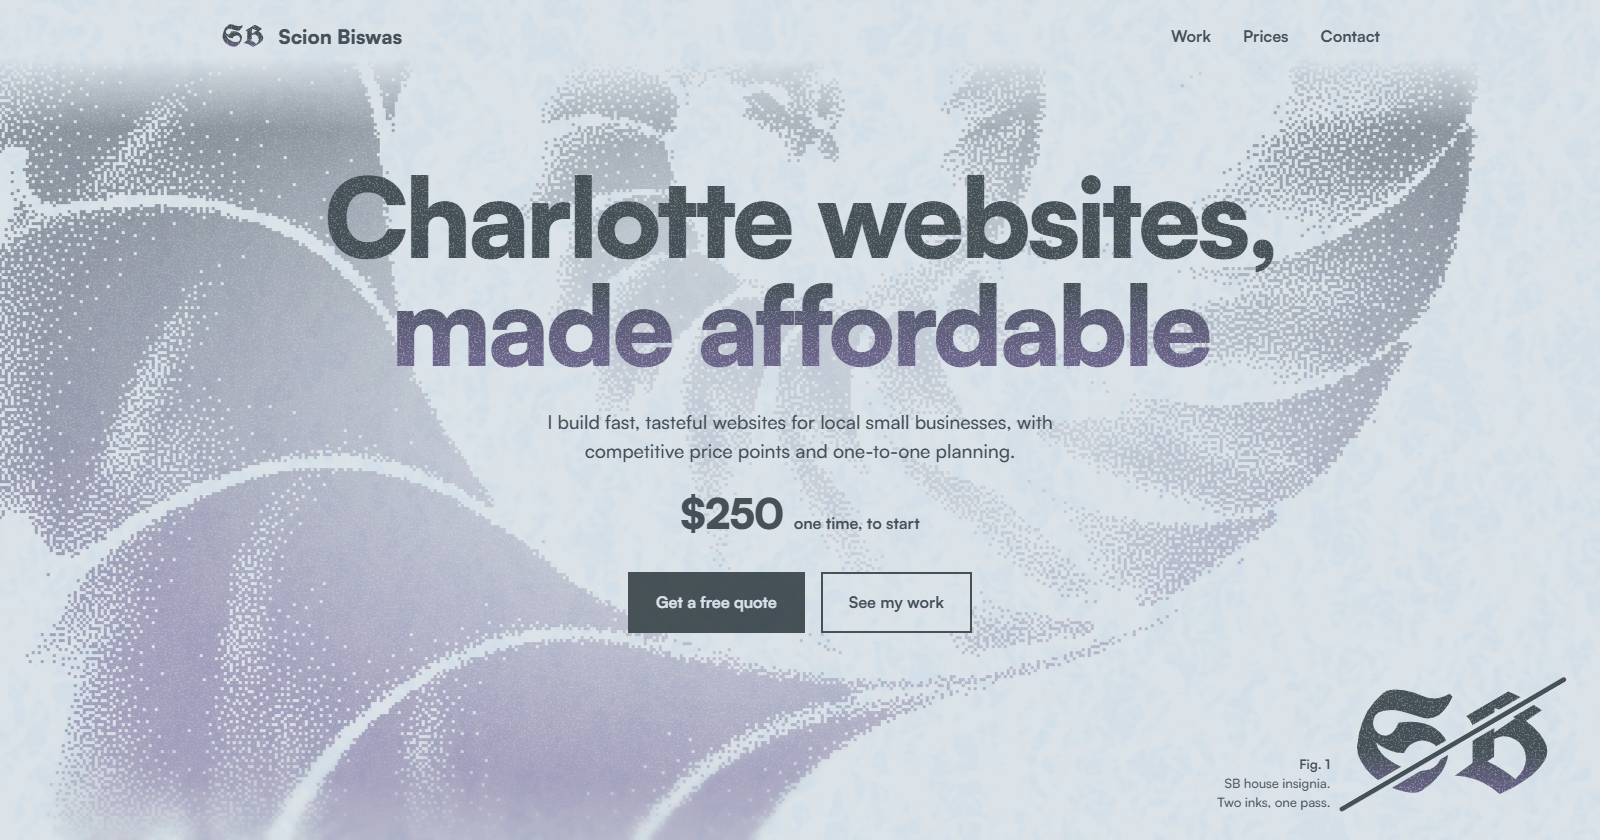 SB Scion Biswas
Work Prices Contact
Charlotte websites,
made affordable
I build fast, tasteful websites for local small businesses, with
competitive price points and one-to-one planning.
$250 one time, to start
Get a free quote
See my work
Fig. 1
SB house insignia.
Two inks, one pass.
SB